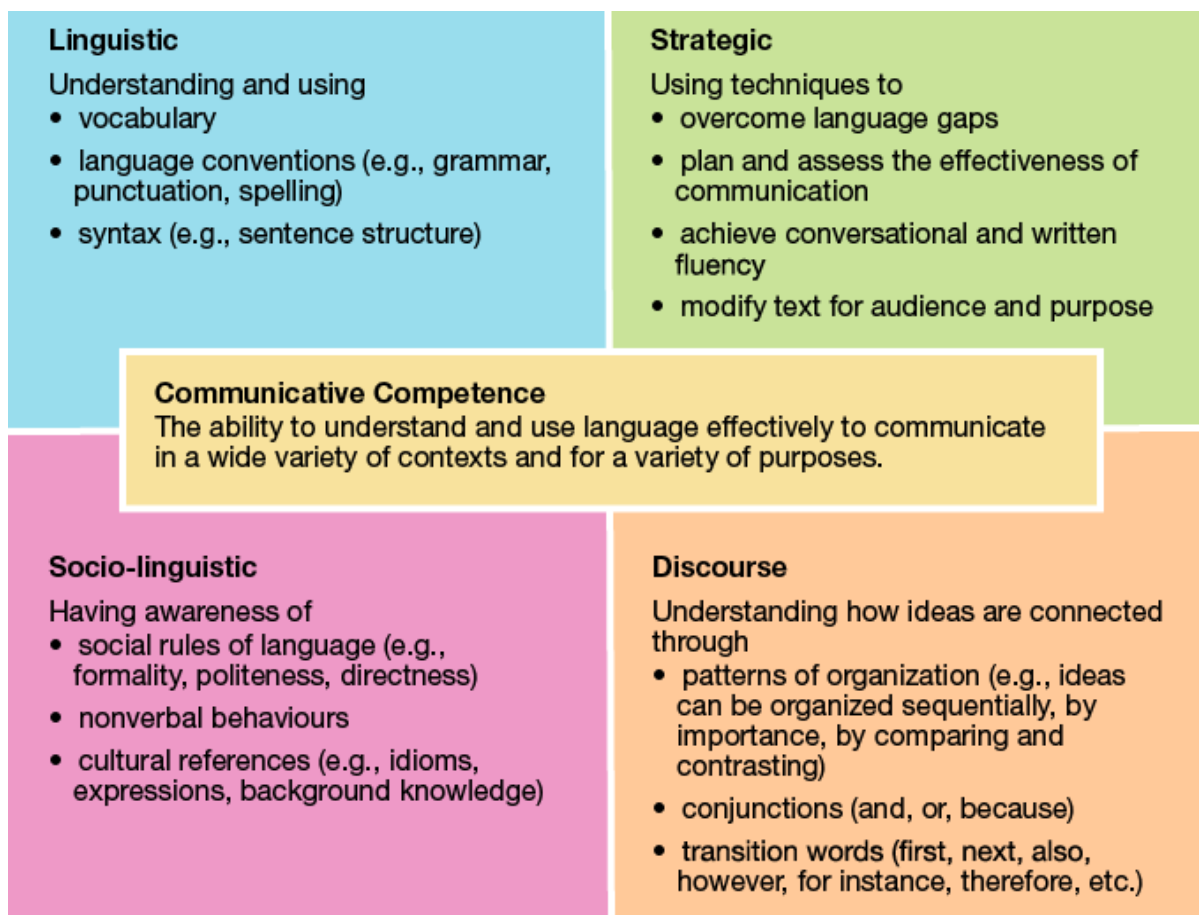 Linguistic
Understanding and using
• vocabulary
• language conventions (e.g., grammar,
punctuation, spelling)
• syntax (e.g., sentence structure)
Strategic
Using techniques to
• overcome language gaps
• plan and assess the effectiveness of
communication
• achieve conversational and written
fluency
• modify text for audience and purpose
Communicative Competence
The ability to understand and use language effectively to communicate
in a wide variety of contexts and for a variety of purposes.
Socio-linguistic
Having awareness of
• social rules of language (e.g.,
formality, politeness, directness)
• nonverbal behaviours
• cultural references (e.g., idioms,
expressions, background knowledge)
Discourse
Understanding how ideas are connected
through
• patterns of organization (e.g., ideas
can be organized sequentially, by
importance, by comparing and
contrasting)
• conjunctions (and, or, because)
• transition words (first, next, also,
however, for instance, therefore, etc.)